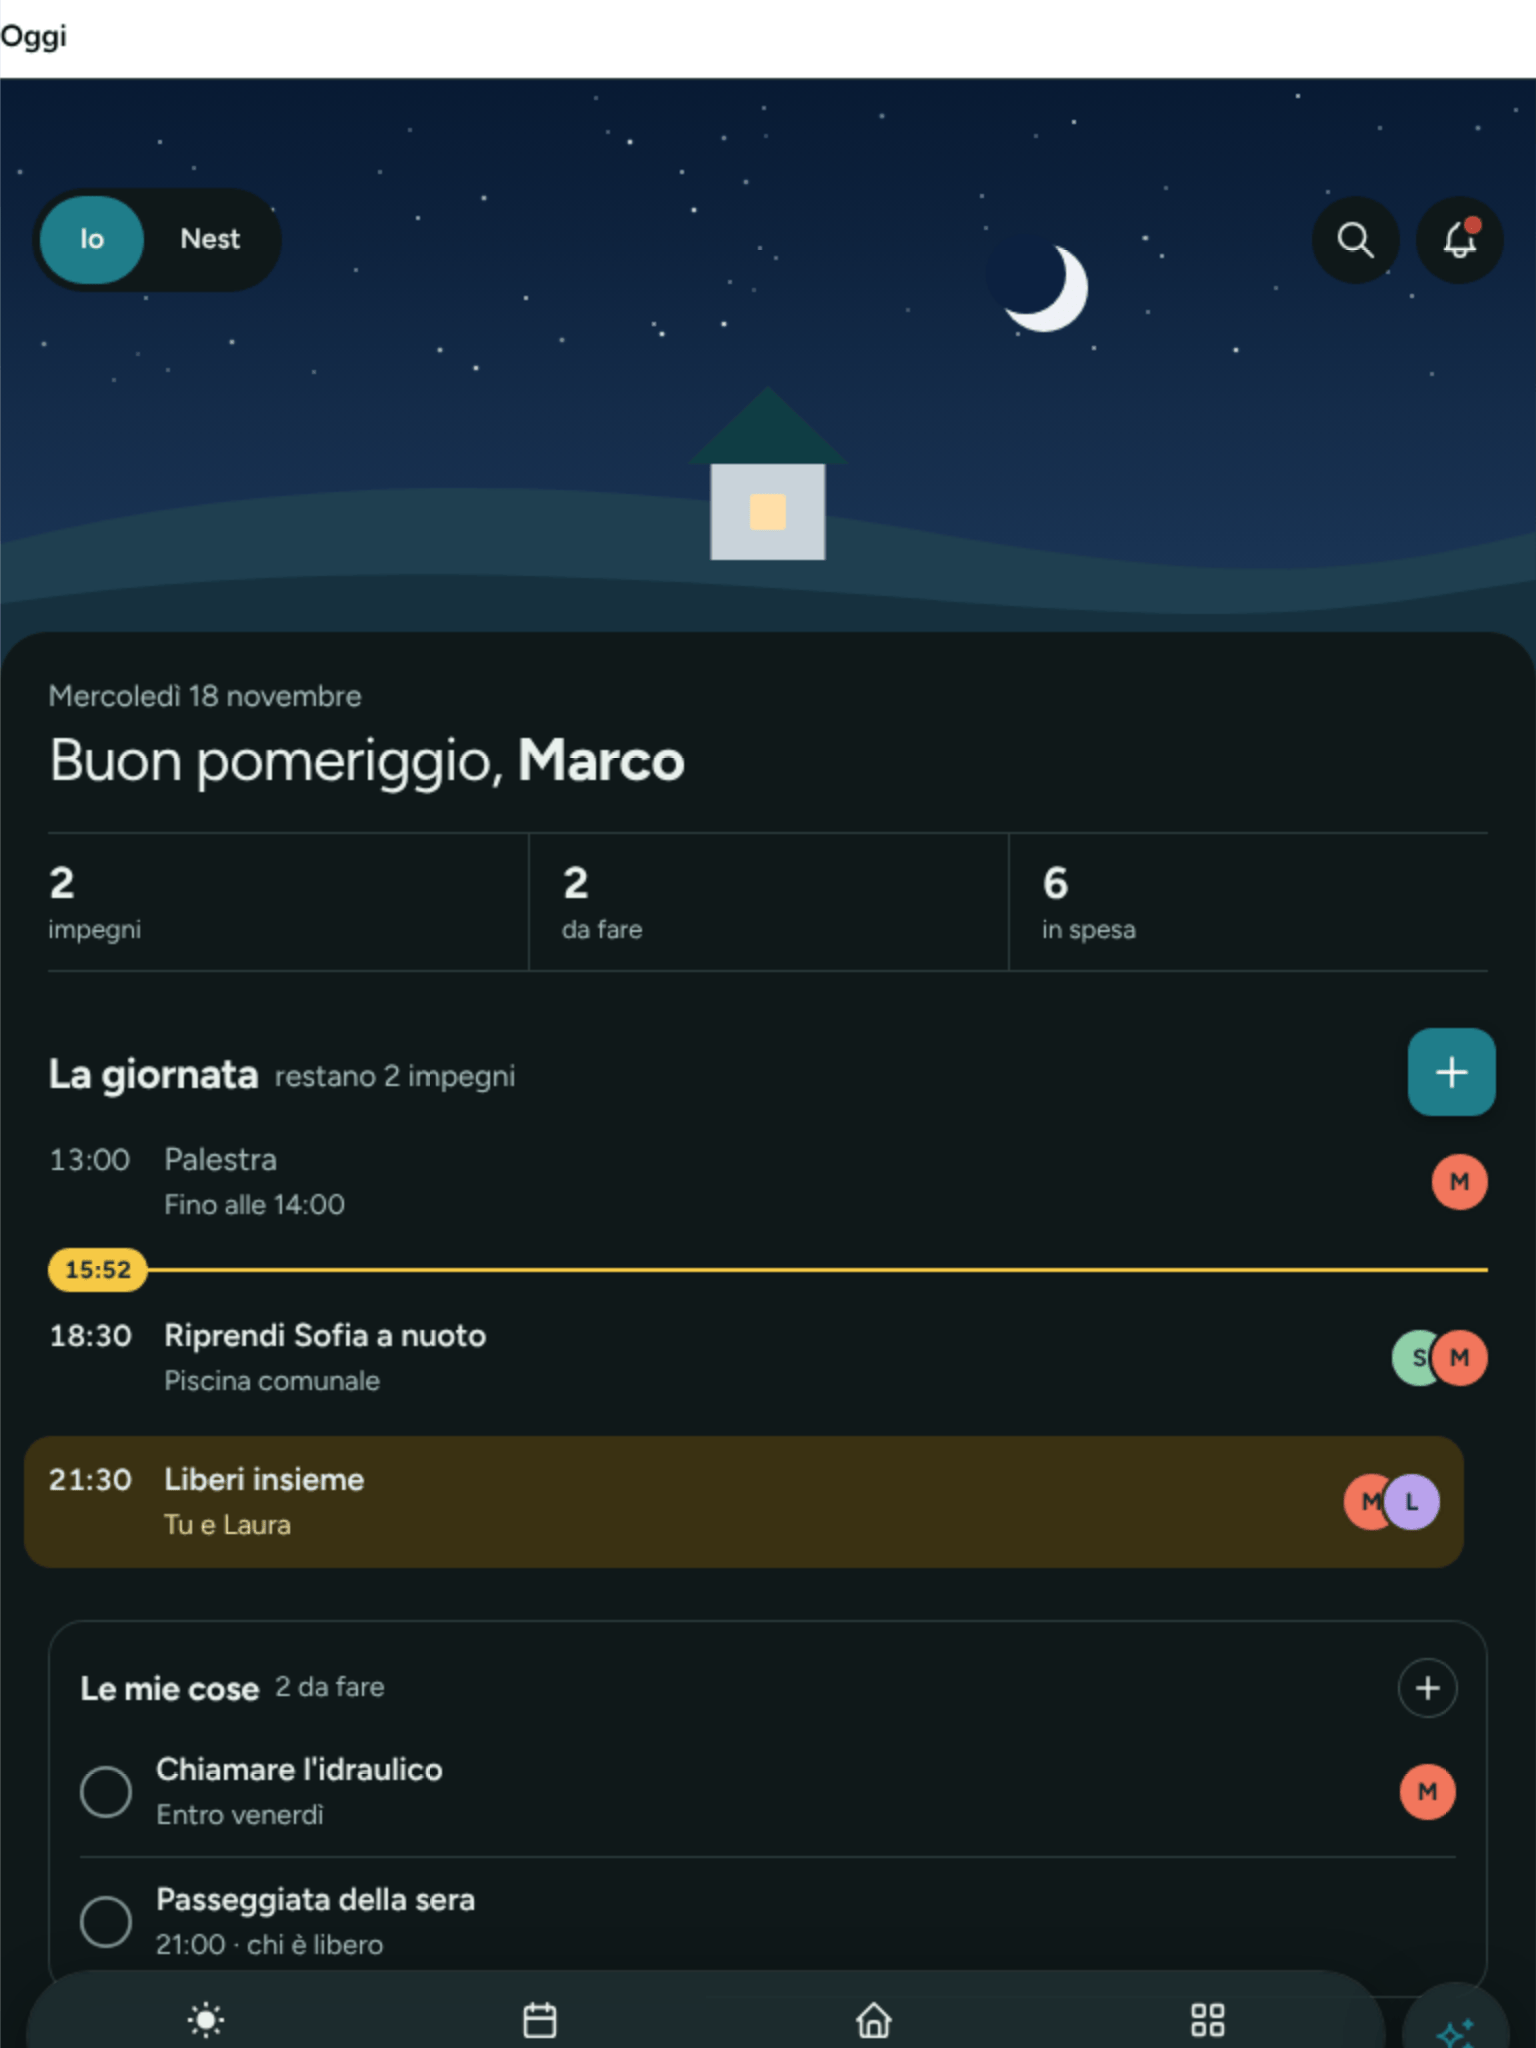 Oggi
Io
Nest
Mercoledì 18 novembre
Buon pomeriggio, Marco
2
impegni
2
da fare
6
in spesa
La giornata restano 2 impegni
13:00 Palestra
Fino alle 14:00
M
15:52
18:30 Riprendi Sofia a nuoto
Piscina comunale
S M
21:30 Liberi insieme
Tu e Laura
M L
Le mie cose 2 da fare
Chiamare l'idraulico
Entro venerdì
M
Passeggiata della sera
21:00 · chi è libero